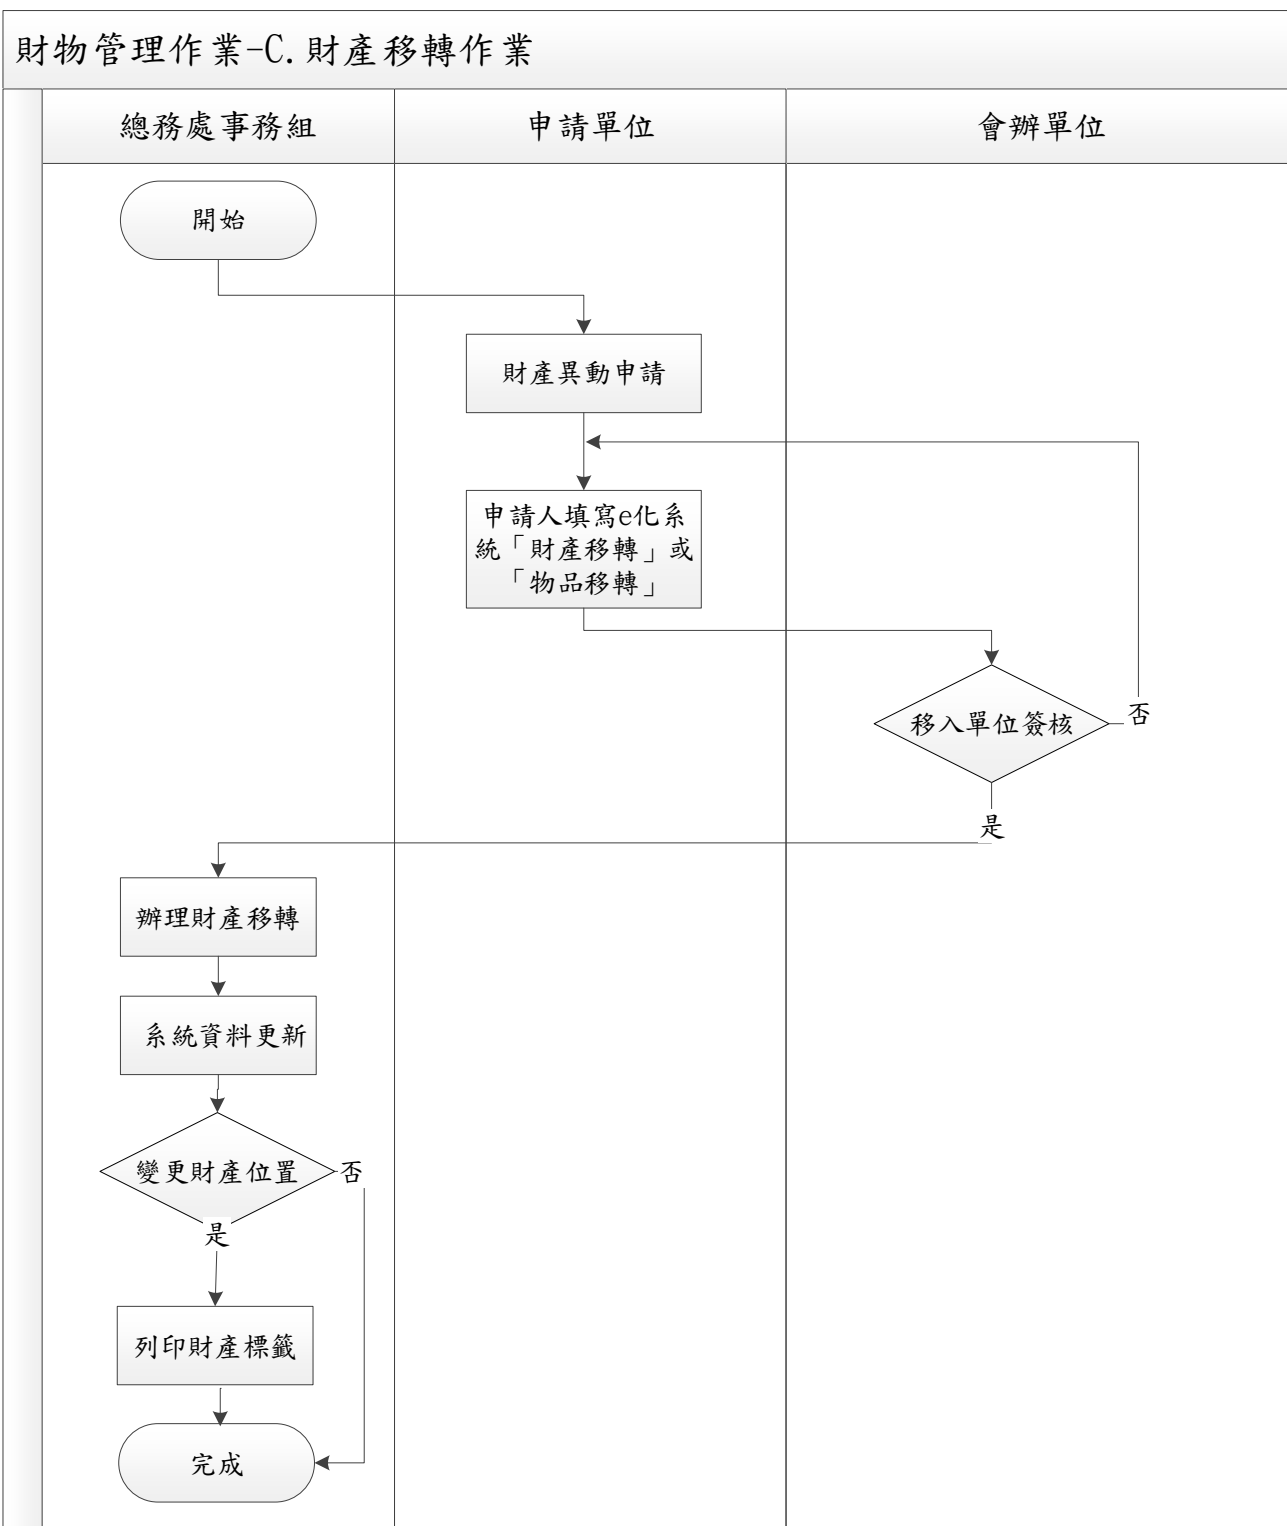 財物管理作業-C.財產移轉作業
總務處事務組
申請單位
會辦單位
開始
財產異動申請
申請人填寫e化系
統「財產移轉」或
「物品移轉」
移入單位簽核
否
是
辦理財產移轉
系統資料更新
變更財產位置
否
是
列印財產標籤
完成